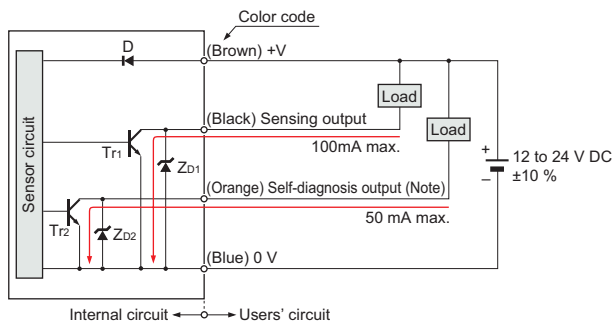 Color code
D
(Brown) +V
Load
(Black) Sensing output
Load
100mA max.
Sensor circuit
Tr1
ZD1
12 to 24 V DC
±10 %
+
−
(Orange) Self-diagnosis output (Note)
50 mA max.
Tr2
ZD2
(Blue) 0 V
Internal circuit
Users' circuit